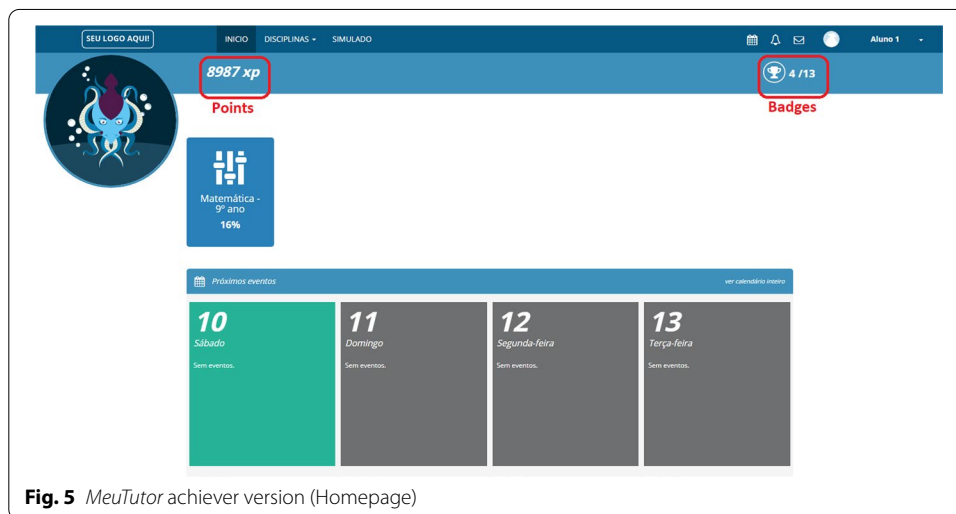 SEU LOGO AQUI! INICIO DISCIPLINAS SIMULADO Aluno 1
8987 xp 4 /13
Points Badges
Matemática -
9º ano
16%
Próximos eventos ver calendário inteiro
10 11 12 13
Sábado Domingo Segunda-feira Terça-feira
Sem eventos. Sem eventos. Sem eventos. Sem eventos.
Fig. 5 MeuTutor achiever version (Homepage)